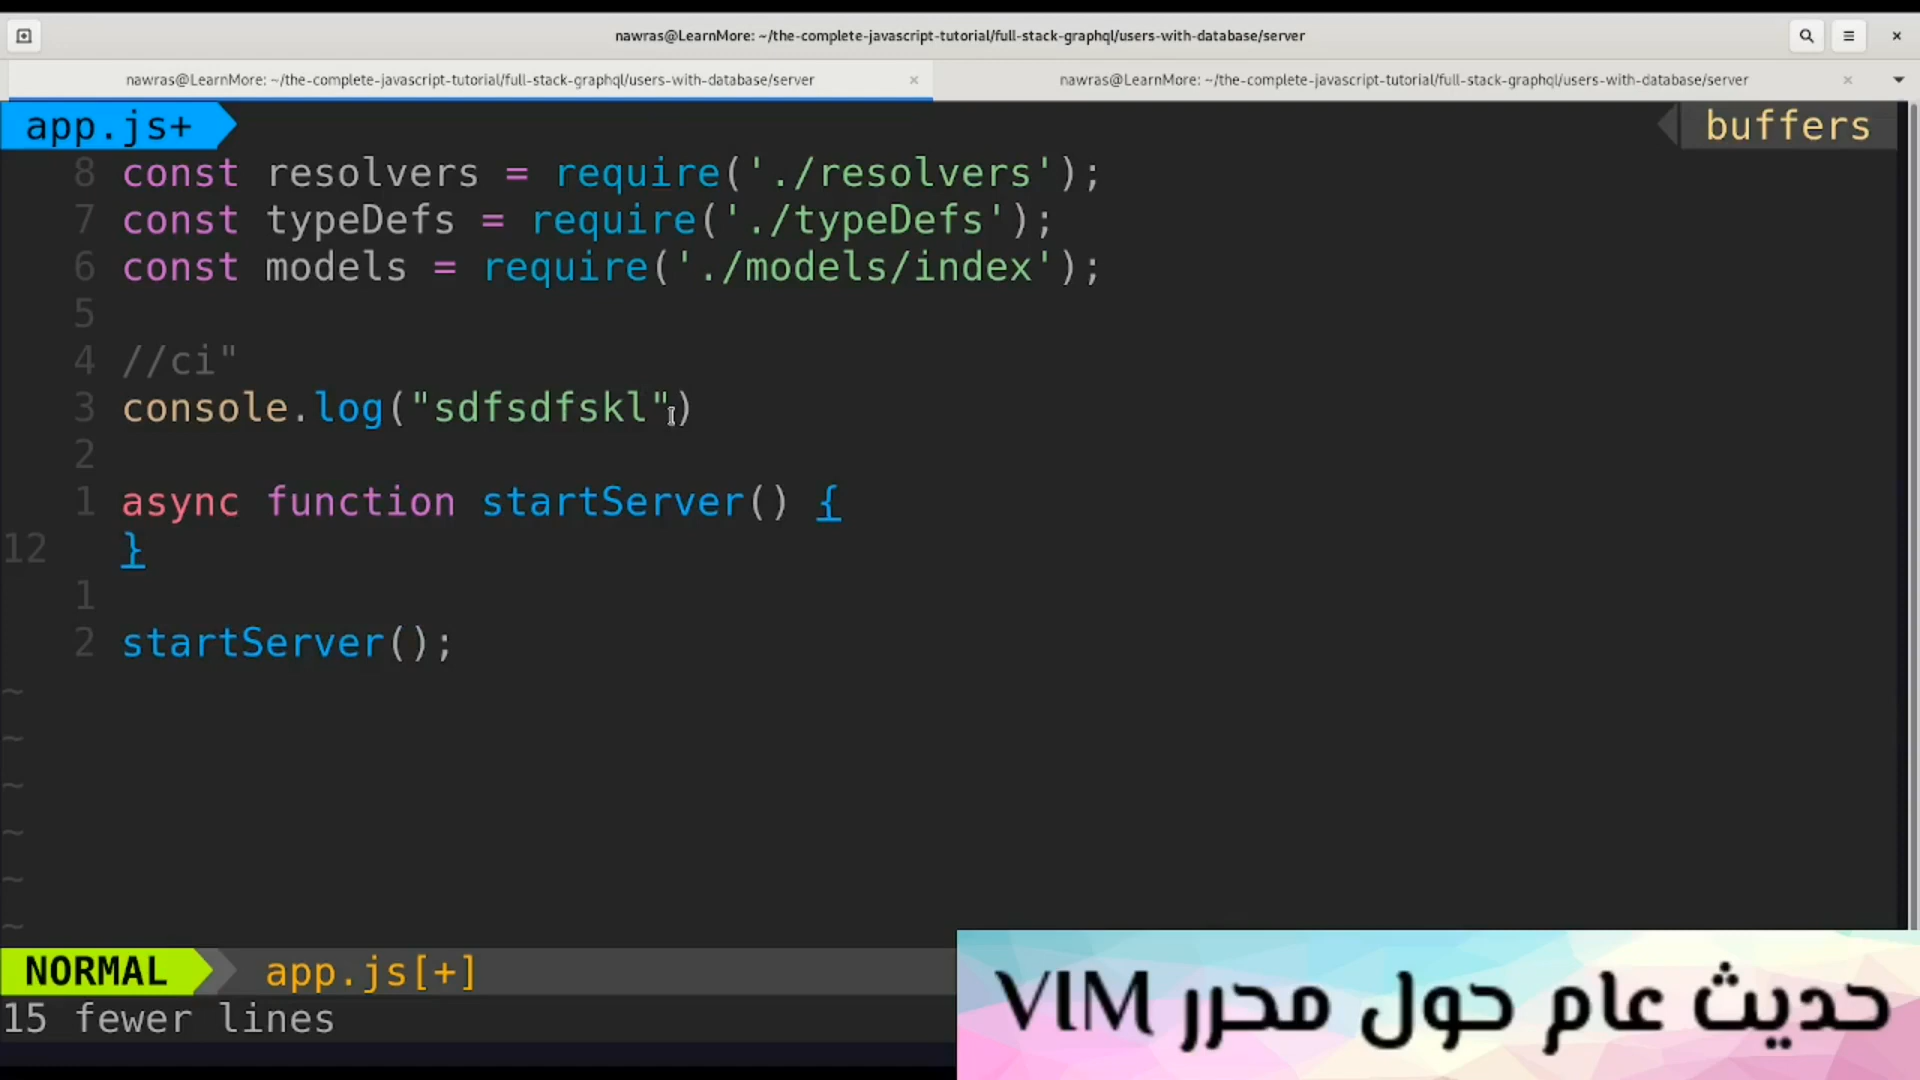 nawras@LearnMore: ~/the-complete-javascript-tutorial/full-stack-graphql/users-with-database/server
nawras@LearnMore: ~/the-complete-javascript-tutorial/full-stack-graphql/users-with-database/server
nawras@LearnMore: ~/the-complete-javascript-tutorial/full-stack-graphql/users-with-database/server
app.js+
buffers
8 const resolvers = require('./resolvers');
7 const typeDefs = require('./typeDefs');
6 const models = require('./models/index');
5
4 //ci"
3 console.log("sdfsdfskl")
2
1 async function startServer() {
12 }
1
2 startServer();
~
~
~
~
~
~
NORMAL app.js[+]
15 fewer lines
حديث عام حول محرر VIM